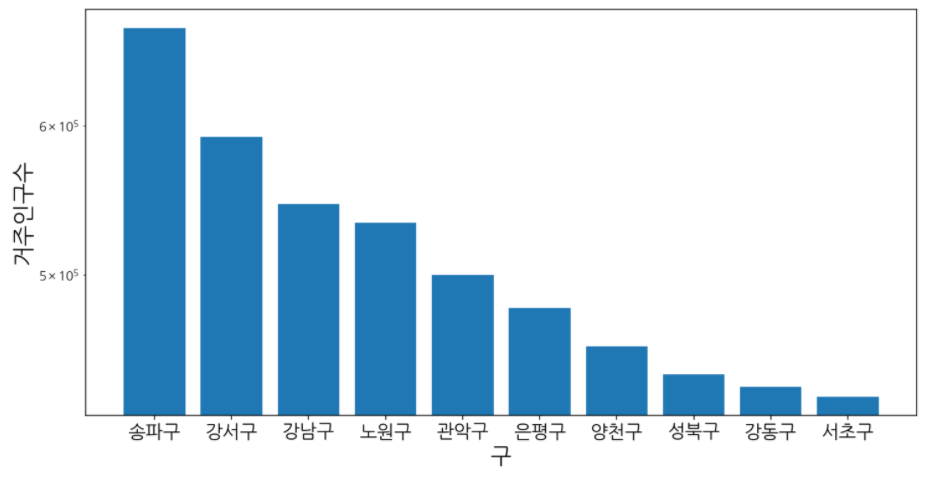 거주인구수
6 × 10⁵
5 × 10⁵
송파구 강서구 강남구 노원구 관악구 은평구 양천구 성북구 강동구 서초구
구